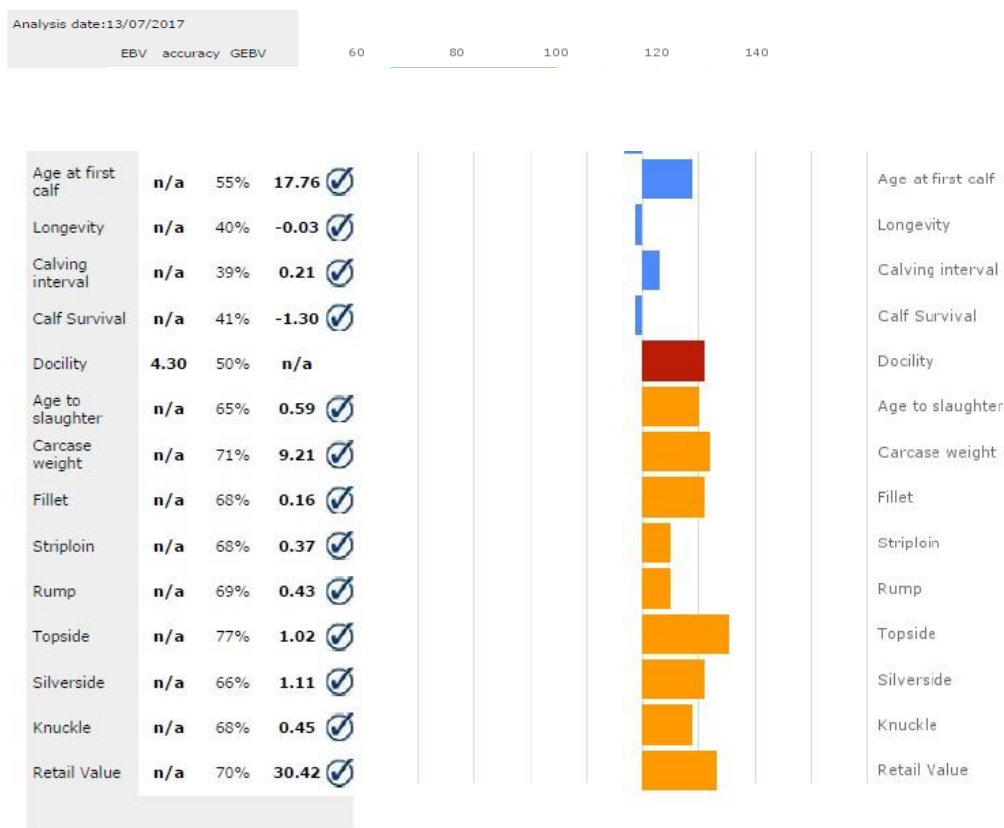 Analysis date:13/07/2017
EBV accuracy GEBV 60 80 100 120 140
Age at first
calf
n/a 55% 17.76 Age at first calf
Longevity n/a 40% -0.03 Longevity
Calving
interval
n/a 39% 0.21 Calving interval
Calf Survival n/a 41% -1.30 Calf Survival
Docility 4.30 50% n/a Docility
Age to
slaughter
n/a 65% 0.59 Age to slaughter
Carcase
weight
n/a 71% 9.21 Carcase weight
Fillet n/a 68% 0.16 Fillet
Striploin n/a 68% 0.37 Striploin
Rump n/a 69% 0.43 Rump
Topside n/a 77% 1.02 Topside
Silverside n/a 66% 1.11 Silverside
Knuckle n/a 68% 0.45 Knuckle
Retail Value n/a 70% 30.42 Retail Value